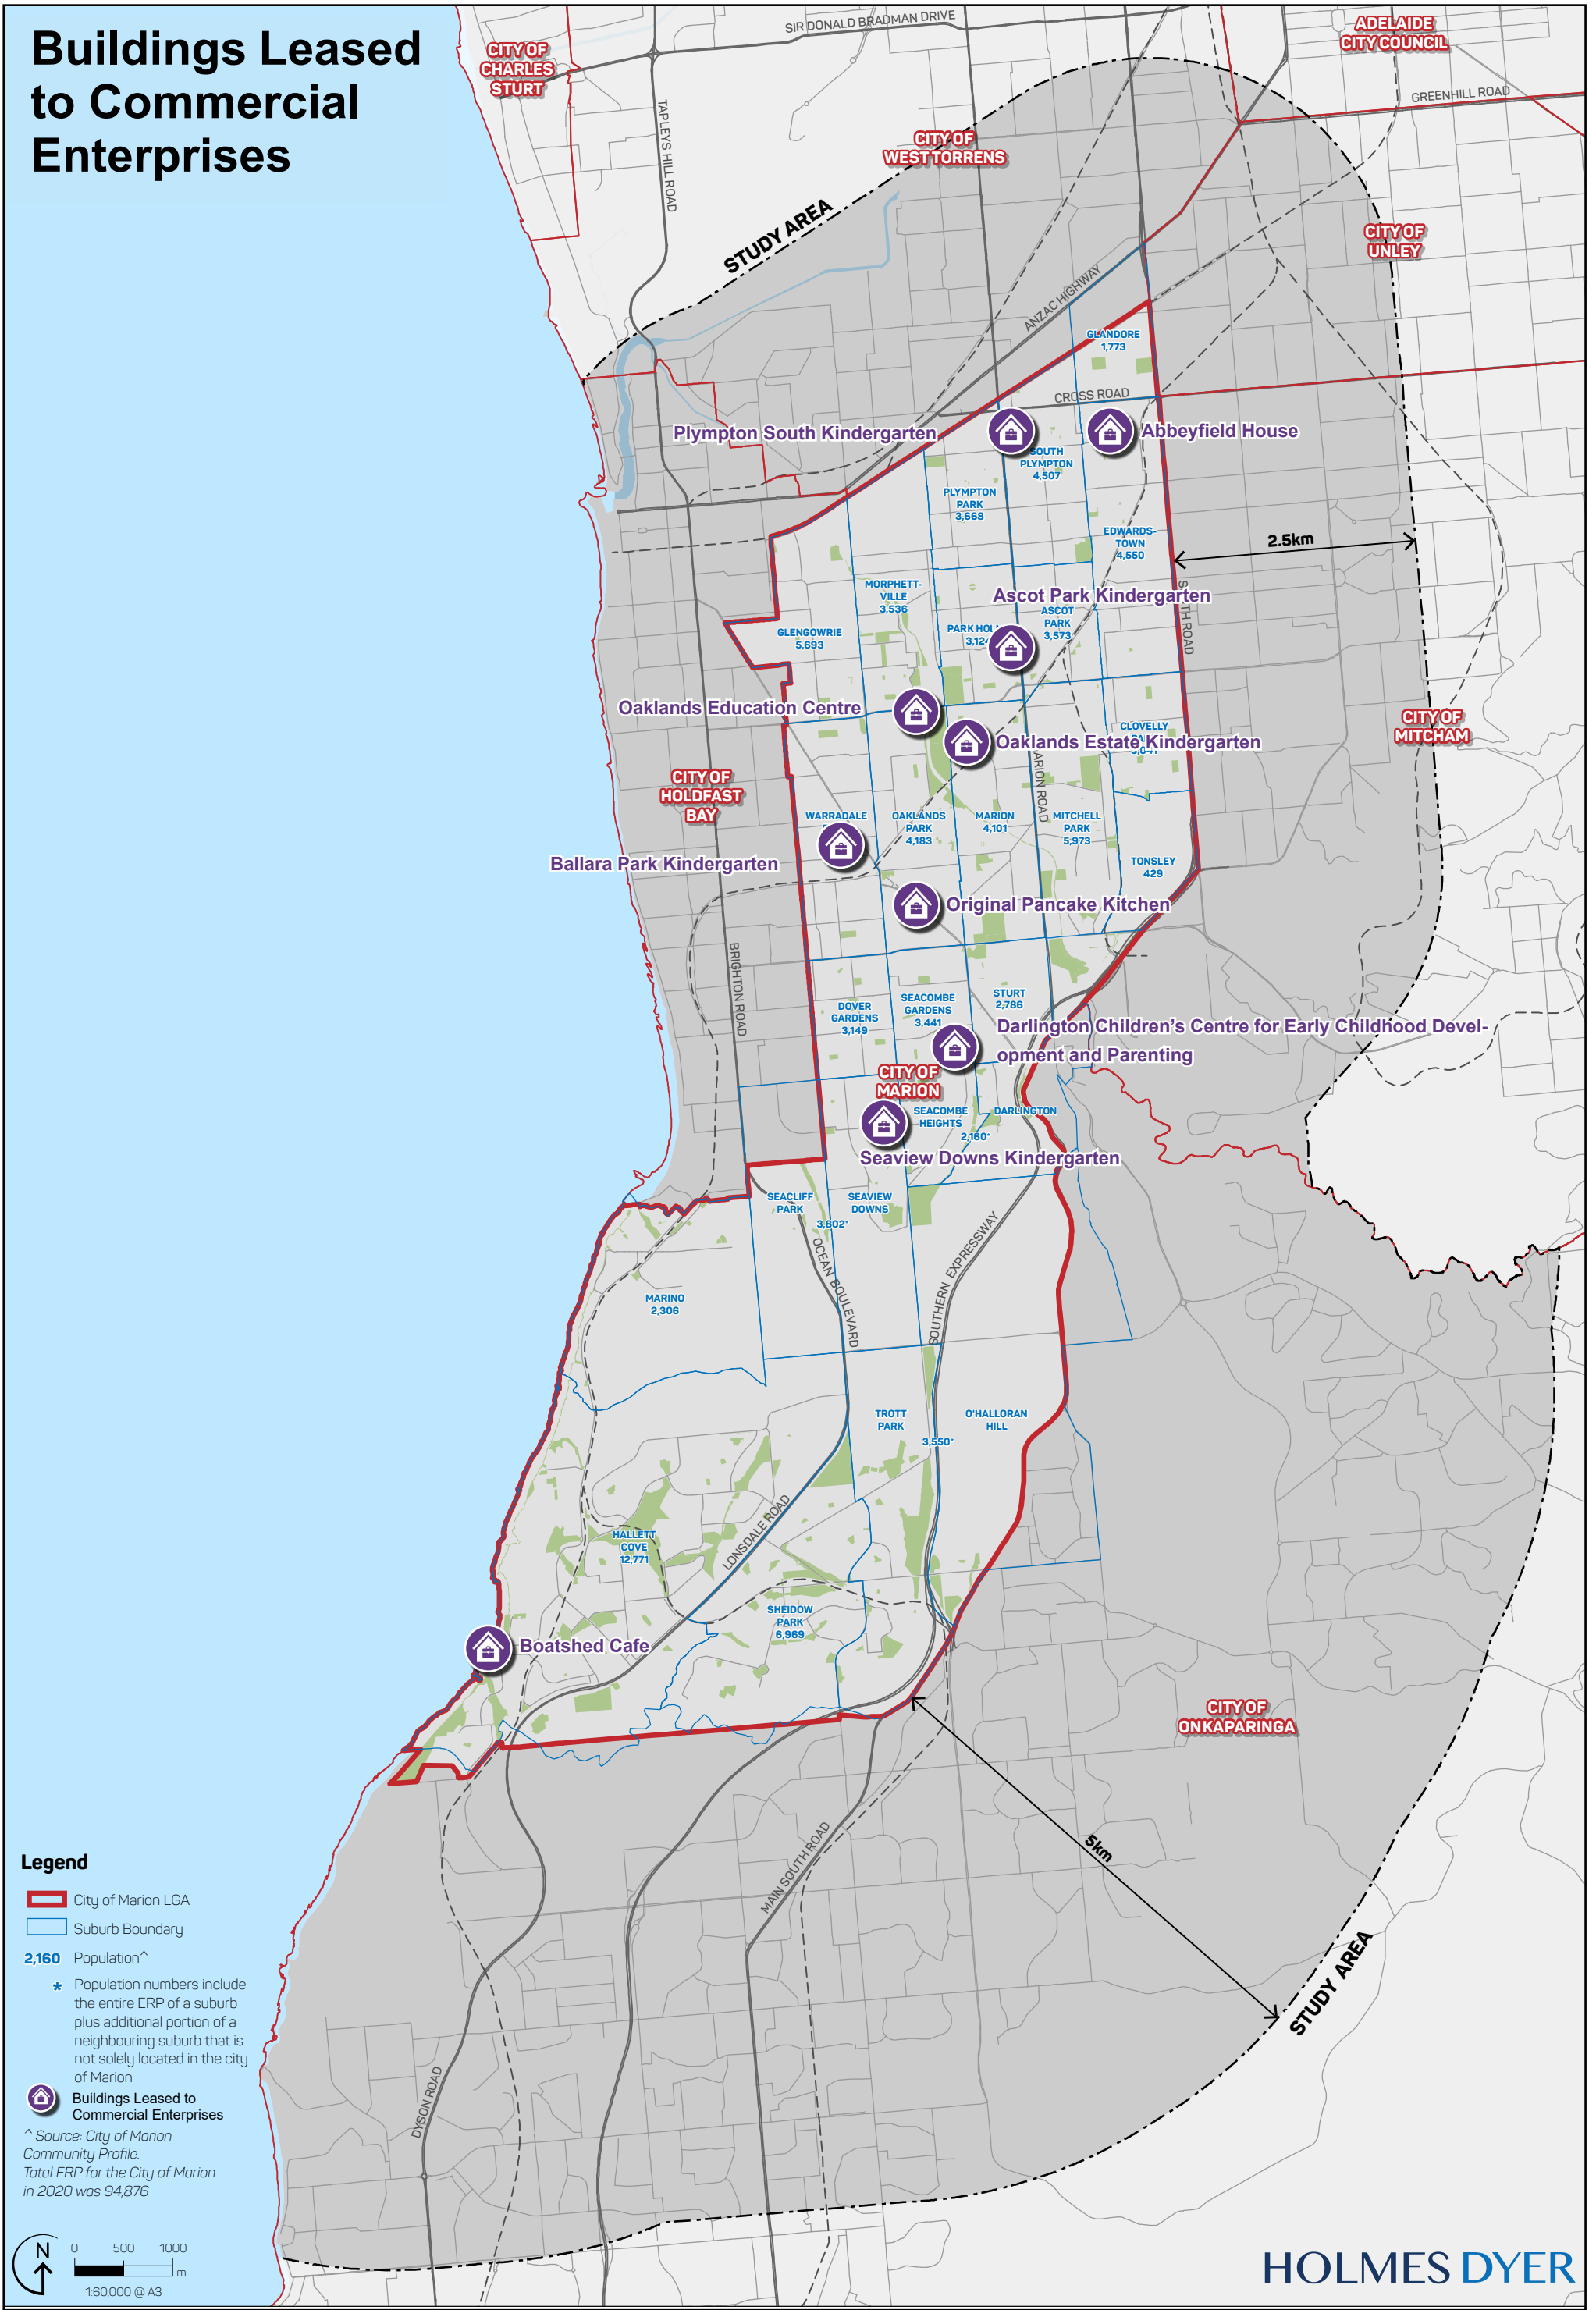 Buildings Leased
to Commercial
Enterprises
SIR DONALD BRADMAN DRIVE
ADELAIDE
CITY COUNCIL
CITY OF
CHARLES
STURT
TAPLEYS HILL ROAD
GREENHILL ROAD
CITY OF
WEST TORRENS
STUDY AREA
CITY OF
UNLEY
ANZAC HIGHWAY
GLANDORE
1,773
CROSS ROAD
Plympton South Kindergarten
Abbeyfield House
SOUTH
PLYMPTON
4,507
PLYMPTON
PARK
3,668
EDWARDS-
TOWN
4,550
2.5km
MORPHETT-
VILLE
3,536
Ascot Park Kindergarten
ASCOT
PARK
3,573
GLENGOWRIE
5,693
PARK
ROAD
Oaklands Education Centre
CITY OF
MITCHAM
CLOVELLY
Oaklands Estate Kindergarten
CITY OF
HOLDFAST
BAY
ROAD
WARRADALE
OAKLANDS
PARK
4,183
MARION
4,101
MITCHELL
PARK
5,973
Ballara Park Kindergarten
TONSLEY
429
Original Pancake Kitchen
BRIGHTON ROAD
DOVER
GARDENS
3,149
SEACOMBE
GARDENS
3,441
STURT
2,786
Darlington Children's Centre for Early Childhood Devel-
opment and Parenting
CITY OF
MARION
SEACOMBE
HEIGHTS
DARLINGTON
2,160*
Seaview Downs Kindergarten
SEACLIFF
PARK
SEAVIEW
DOWNS
3,802*
OCEAN BOULEVARD
SOUTHERN EXPRESSWAY
MARINO
2,306
TROTT
PARK
O'HALLORAN
HILL
3,550*
LONSDALE ROAD
HALLETT
COVE
12,771
SHEIDOW
PARK
6,969
Boatshed Cafe
CITY OF
ONKAPARINGA
5km
MAIN SOUTH ROAD
STUDY AREA
DYSON ROAD
Legend
City of Marion LGA
Suburb Boundary
2,160 Population^
* Population numbers include
the entire ERP of a suburb
plus additional portion of a
neighbouring suburb that is
not solely located in the city
of Marion
Buildings Leased to
Commercial Enterprises
^ Source: City of Marion
Community Profile.
Total ERP for the City of Marion
in 2020 was 94,876
N
0 500 1000
m
1:60,000 @ A3
HOLMES DYER